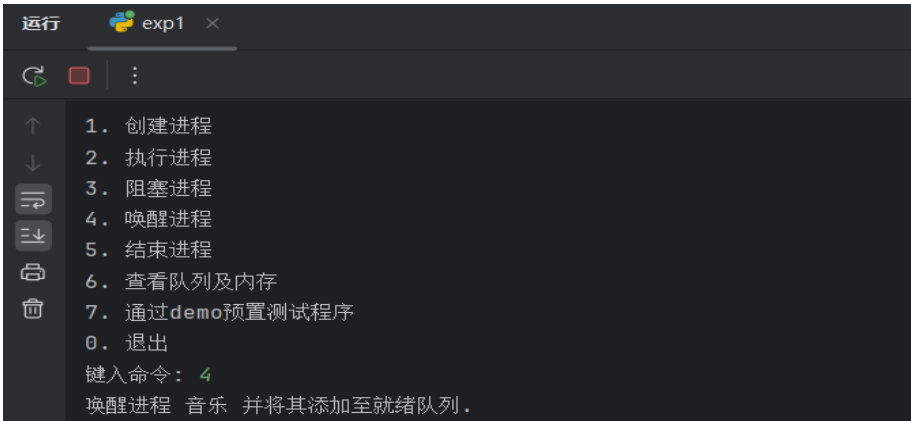 运行 exp1
1. 创建进程
2. 执行进程
3. 阻塞进程
4. 唤醒进程
5. 结束进程
6. 查看队列及内存
7. 通过demo预置测试程序
0. 退出
键入命令: 4
唤醒进程 音乐 并将其添加至就绪队列.